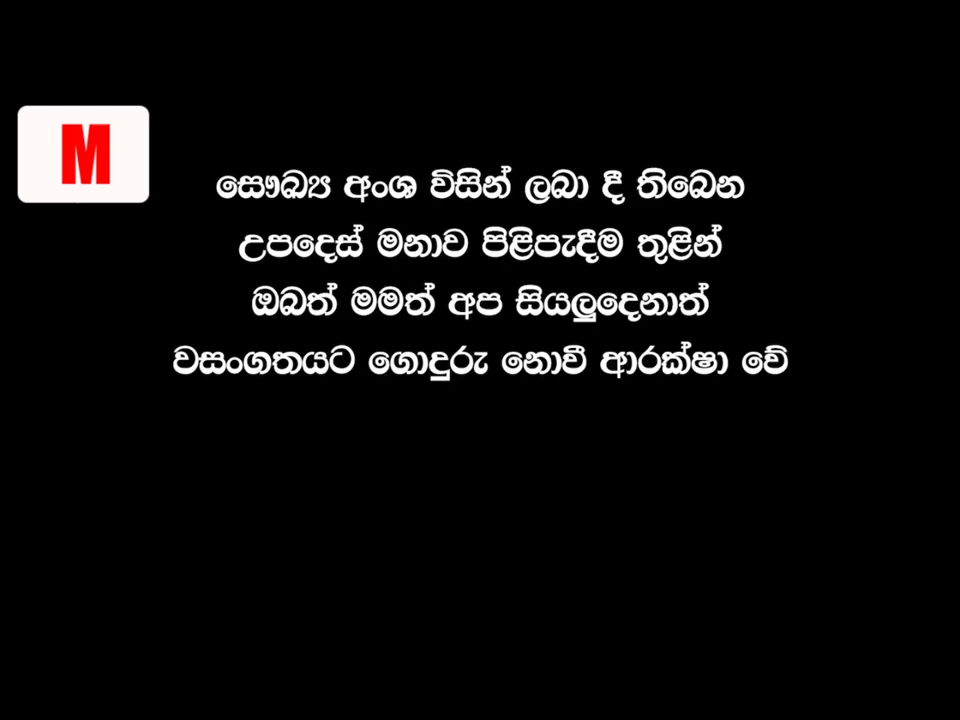 M
සෞඛ්‍ය අංශ විසින් ලබා දී තිබෙන
උපදෙස් මනාව පිළිපැදීම තුළින්
ඔබත් මමත් අප සියලුදෙනාත්
වසංගතයට ගොදුරු නොවී ආරක්ෂා වේ